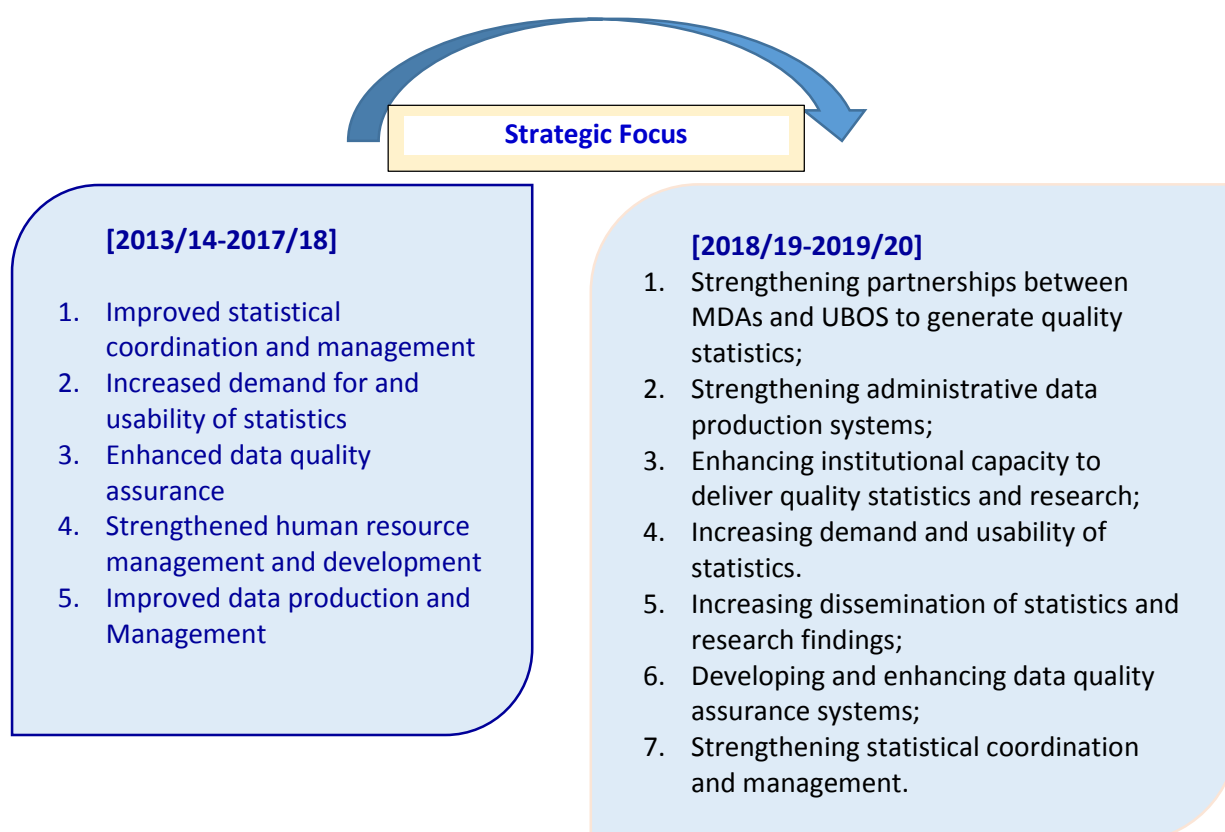 Strategic Focus
[2013/14-2017/18]
1. Improved statistical
coordination and management
2. Increased demand for and
usability of statistics
3. Enhanced data quality
assurance
4. Strengthened human resource
management and development
5. Improved data production and
Management
[2018/19-2019/20]
1. Strengthening partnerships between
MDAs and UBOS to generate quality
statistics;
2. Strengthening administrative data
production systems;
3. Enhancing institutional capacity to
deliver quality statistics and research;
4. Increasing demand and usability of
statistics.
5. Increasing dissemination of statistics and
research findings;
6. Developing and enhancing data quality
assurance systems;
7. Strengthening statistical coordination
and management.